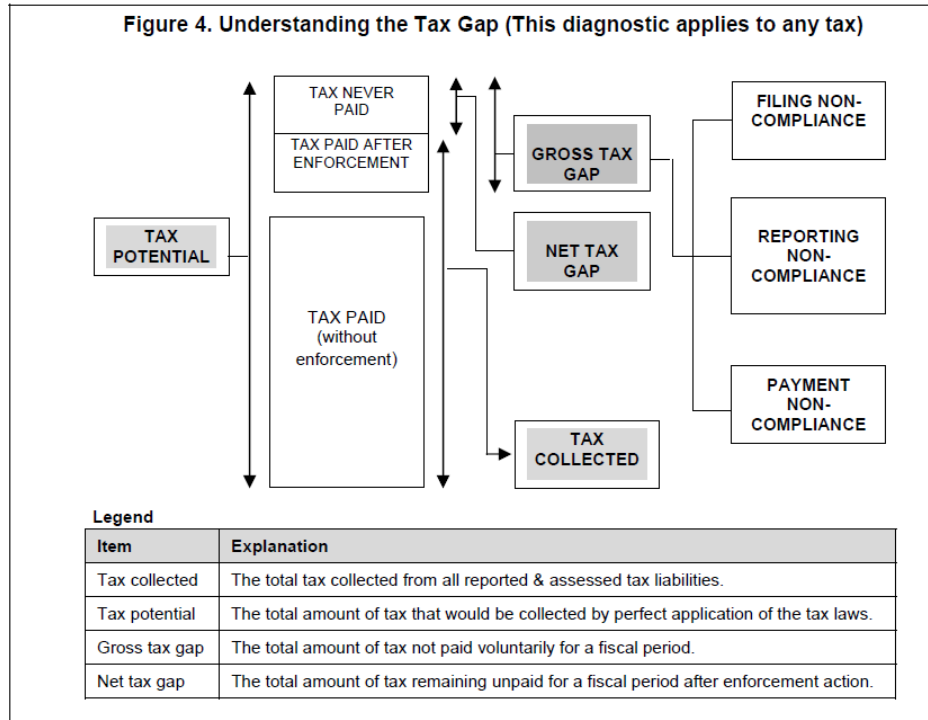 Figure 4. Understanding the Tax Gap (This diagnostic applies to any tax)
TAX NEVER
PAID
TAX PAID AFTER
ENFORCEMENT
TAX
POTENTIAL
TAX PAID
(without
enforcement)
GROSS TAX
GAP
NET TAX
GAP
TAX
COLLECTED
FILING NON-
COMPLIANCE
REPORTING
NON-
COMPLIANCE
PAYMENT
NON-
COMPLIANCE
Legend
Item Explanation
Tax collected The total tax collected from all reported & assessed tax liabilities.
Tax potential The total amount of tax that would be collected by perfect application of the tax laws.
Gross tax gap The total amount of tax not paid voluntarily for a fiscal period.
Net tax gap The total amount of tax remaining unpaid for a fiscal period after enforcement action.